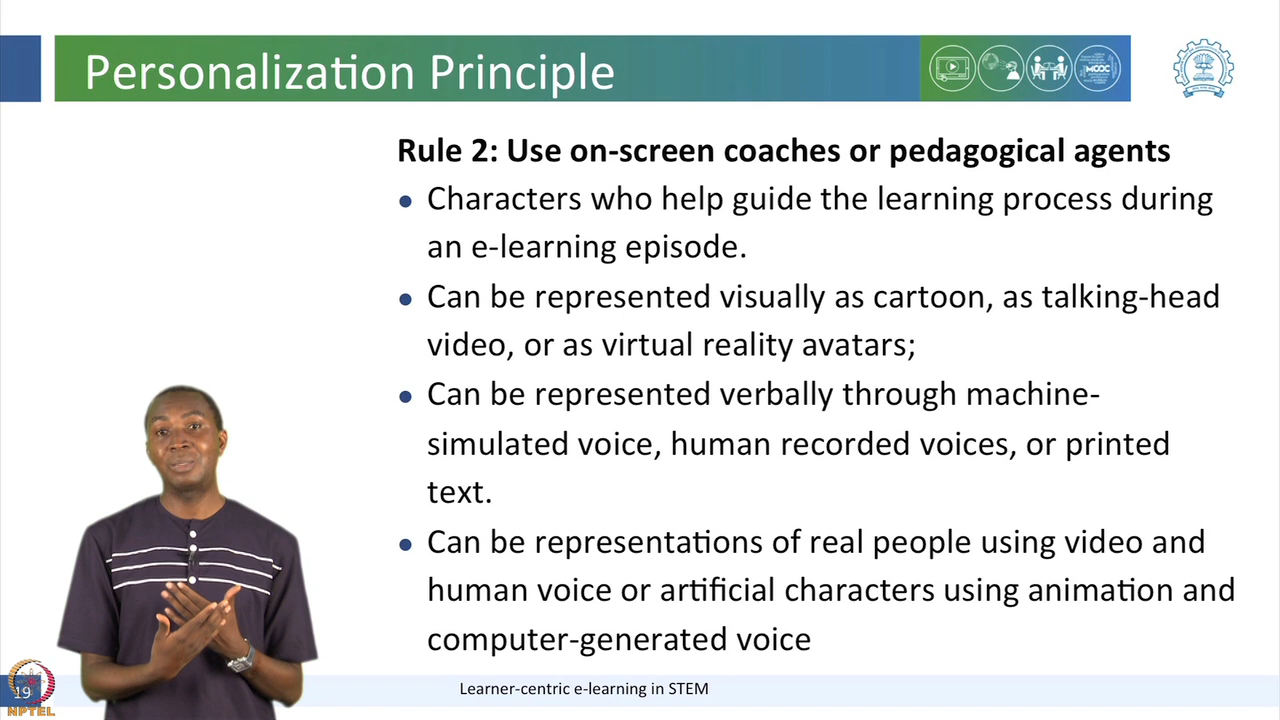 Personalization Principle
MOOC
Rule 2: Use on-screen coaches or pedagogical agents
• Characters who help guide the learning process during
an e-learning episode.
• Can be represented visually as cartoon, as talking-head
video, or as virtual reality avatars;
• Can be represented verbally through machine-
simulated voice, human recorded voices, or printed
text.
• Can be representations of real people using video and
human voice or artificial characters using animation and
computer-generated voice
19
NPTEL
Learner-centric e-learning in STEM